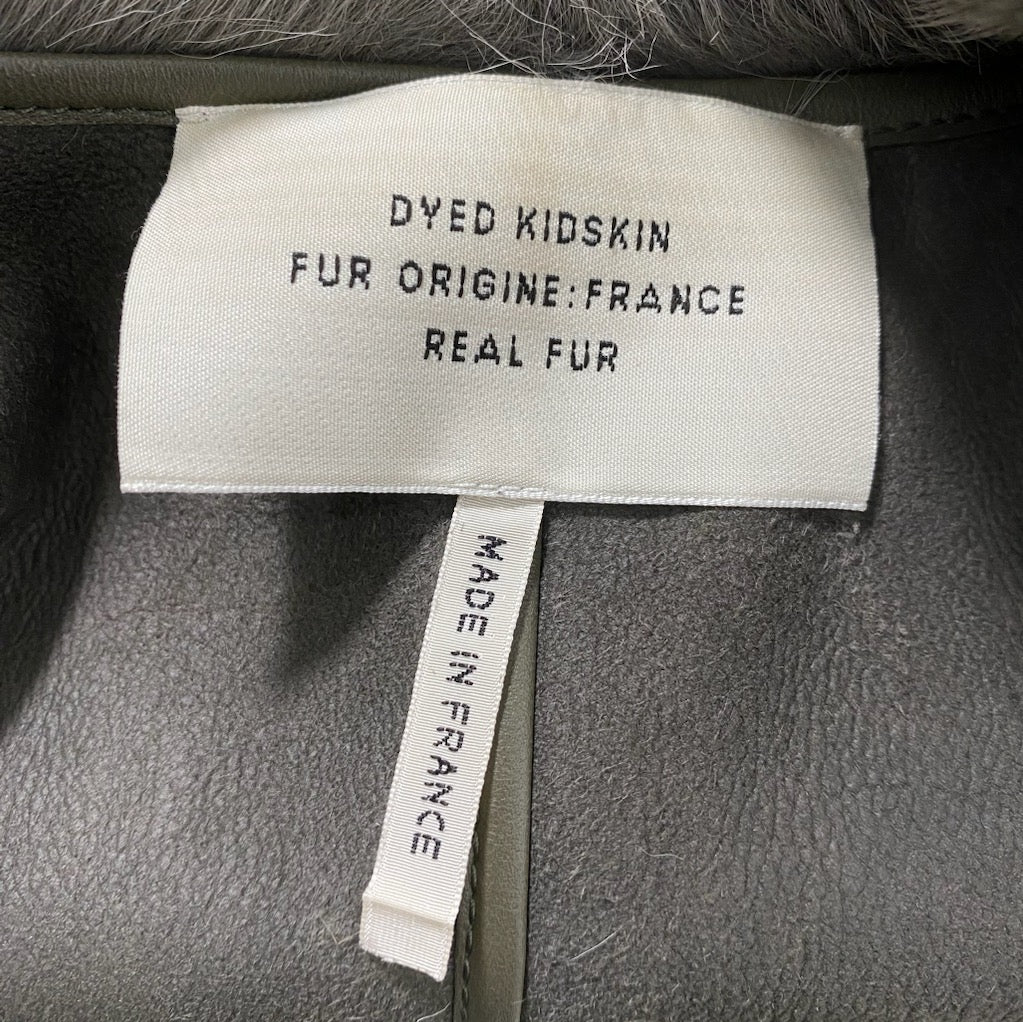 DYED KIDSKIN
FUR ORIGINE:FRANCE
REAL FUR
MADE IN FRANCE